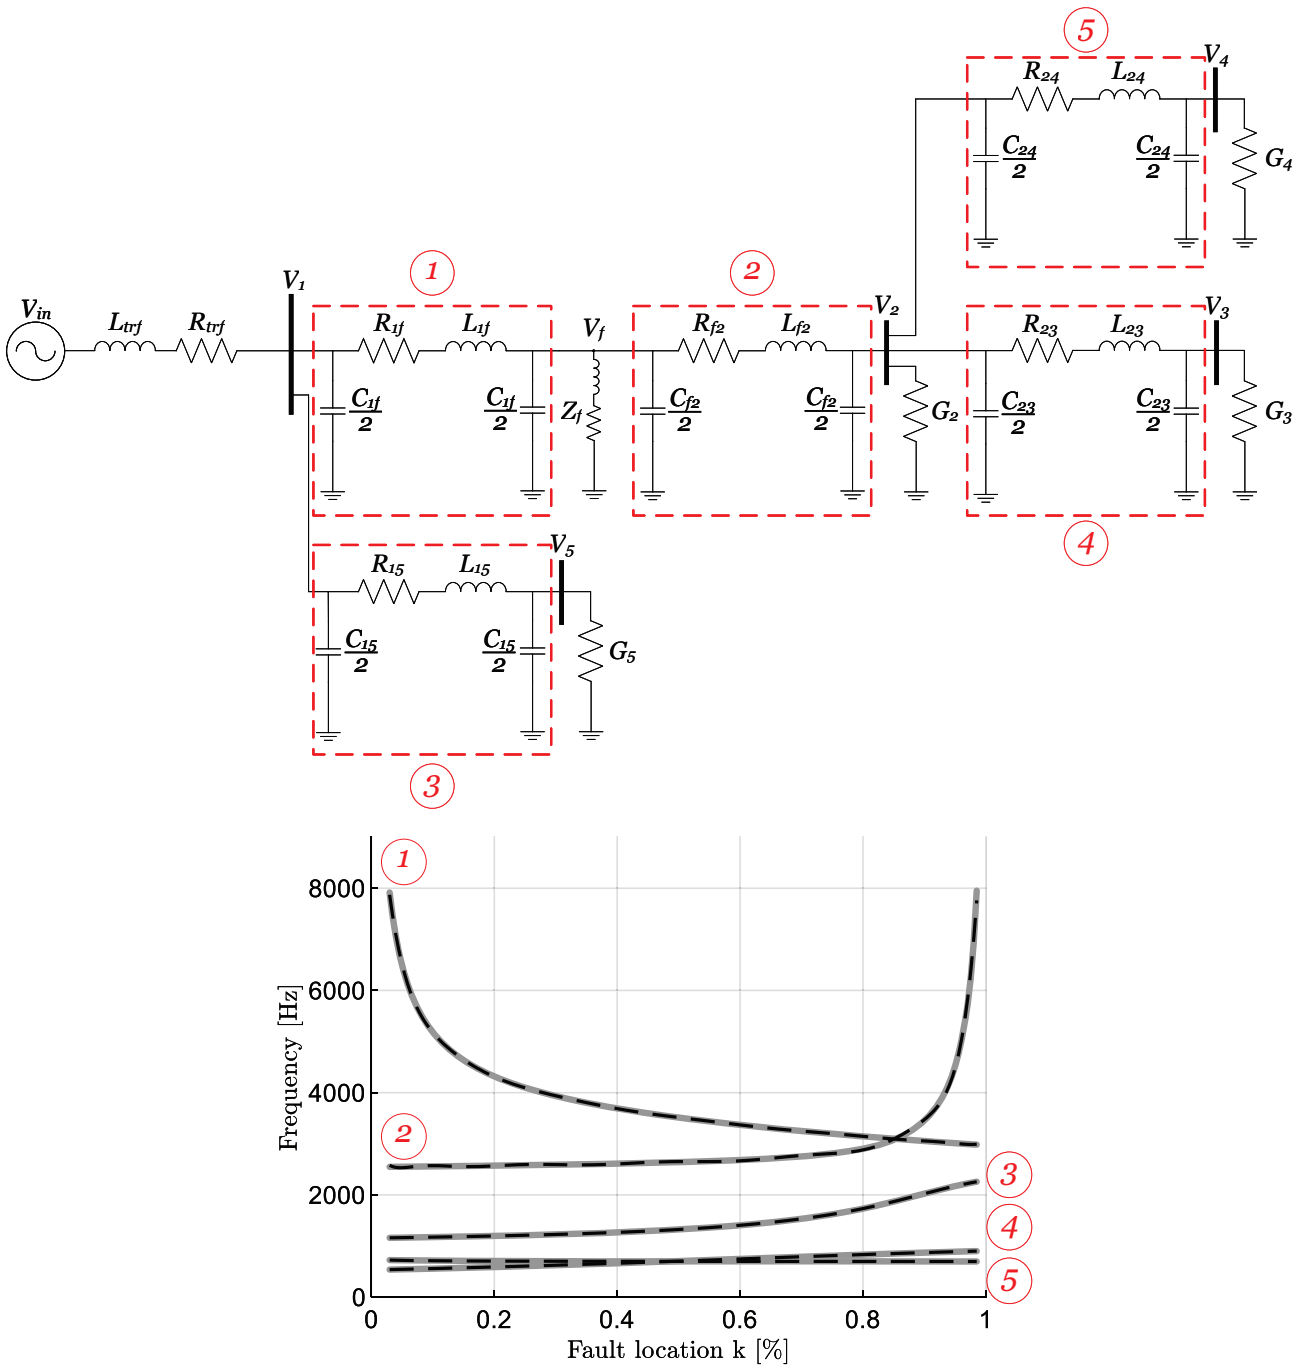 5
V4
R24
L24
C24
2
C24
2
G4
1
2
V1
Vin
Ltrf
Rtrf
R1f
L1f
Vf
Rf2
Lf2
V2
R23
L23
V3
C1f
2
C1f
2
Zf
Cf2
2
Cf2
2
G2
C23
2
C23
2
G3
4
V5
R15
L15
C15
2
C15
2
G5
3
1
8000
6000
4000
2
2000
3
4
5
0
Frequency [Hz]
0
0.2
0.4
0.6
0.8
1
Fault location k [%]